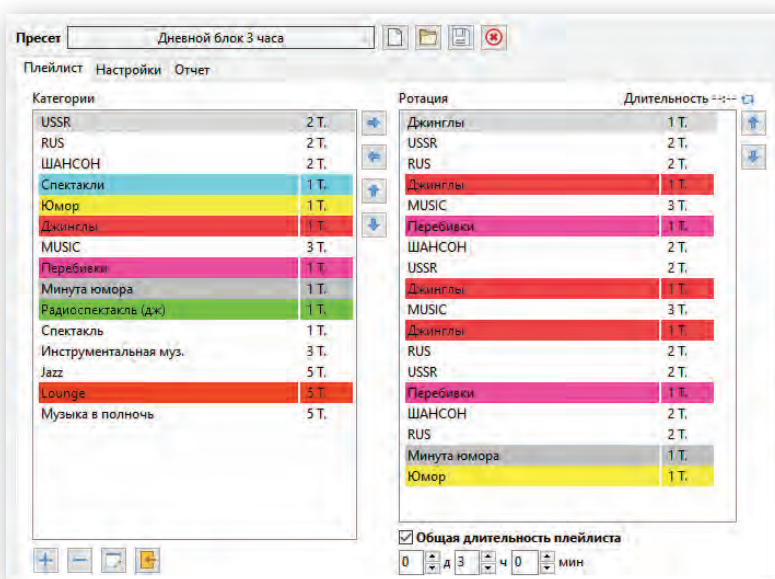 Пресет Дневной блок 3 часа
Плейлист Настройки Отчет
Категории
USSR 2 Т.
RUS 2 Т.
ШАНСОН 2 Т.
Спектакли 1 Т.
Юмор 1 Т.
Джинглы 1 Т.
MUSIC 3 Т.
Перебивки 1 Т.
Минута юмора 1 Т.
Радиоспектакль (дж) 1 Т.
Спектакль 1 Т.
Инструментальная муз. 3 Т.
Jazz 5 Т.
Lounge 5 Т.
Музыка в полночь 5 Т.
Ротация Длительность --:--
Джинглы 1 Т.
USSR 2 Т.
RUS 2 Т.
Джинглы 1 Т.
MUSIC 3 Т.
Перебивки 1 Т.
ШАНСОН 2 Т.
USSR 2 Т.
Джинглы 1 Т.
MUSIC 3 Т.
Джинглы 1 Т.
RUS 2 Т.
USSR 2 Т.
Перебивки 1 Т.
ШАНСОН 2 Т.
RUS 2 Т.
Минута юмора 1 Т.
Юмор 1 Т.
Общая длительность плейлиста
0 д 3 ч 0 мин